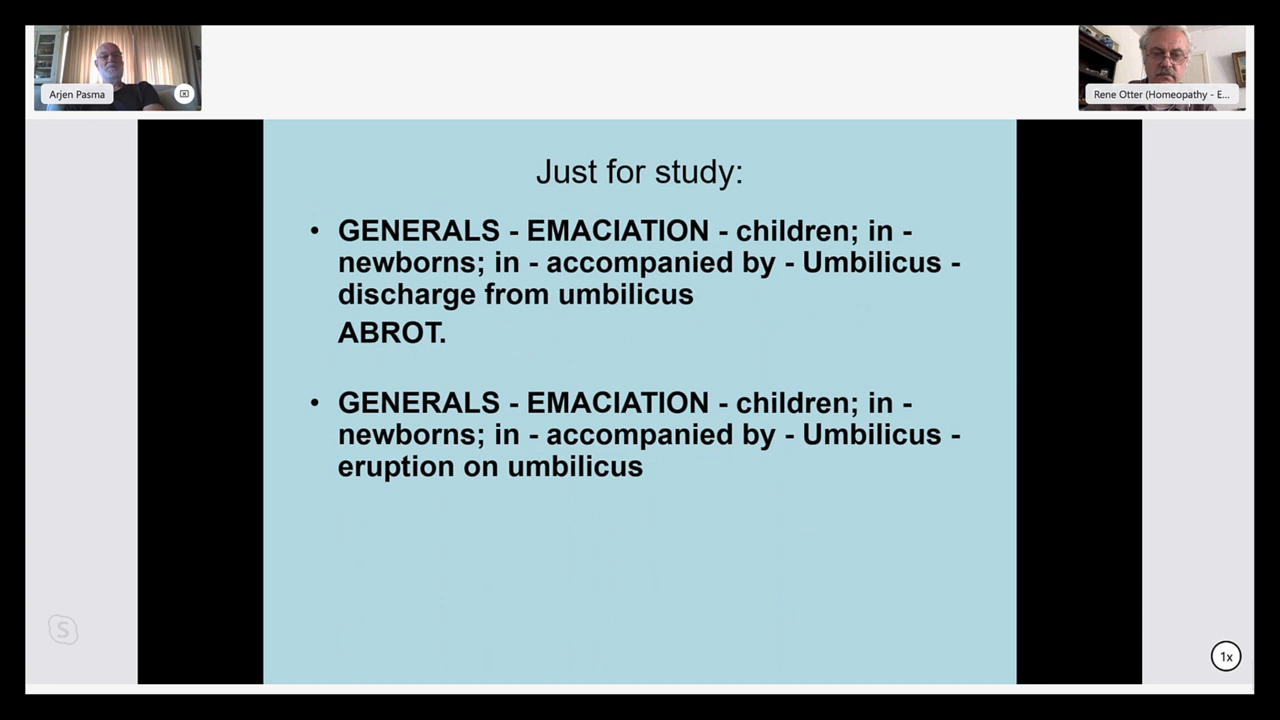 Arjen Pasma
Rene Otter (Homeopathy - E...
Just for study:
• GENERALS - EMACIATION - children; in -
newborns; in - accompanied by - Umbilicus -
discharge from umbilicus
ABROT.
• GENERALS - EMACIATION - children; in -
newborns; in - accompanied by - Umbilicus -
eruption on umbilicus
S
1x